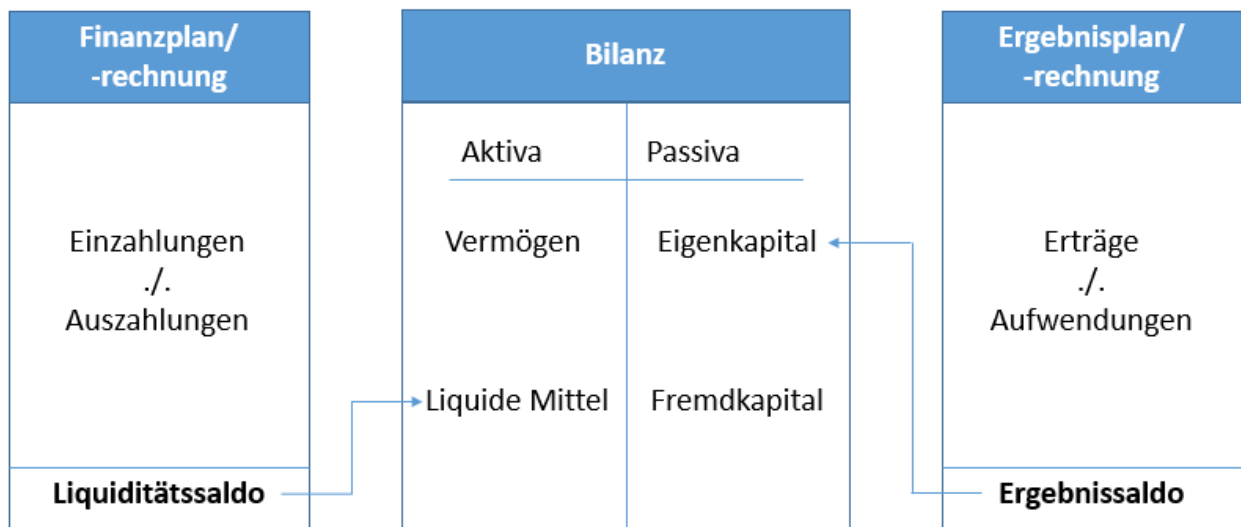 Finanzplan/
-rechnung
Einzahlungen
./.
Auszahlungen
Liquiditätssaldo
Bilanz
Aktiva
Passiva
Vermögen
Eigenkapital
Liquide Mittel
Fremdkapital
Ergebnisplan/
-rechnung
Erträge
./.
Aufwendungen
Ergebnissaldo